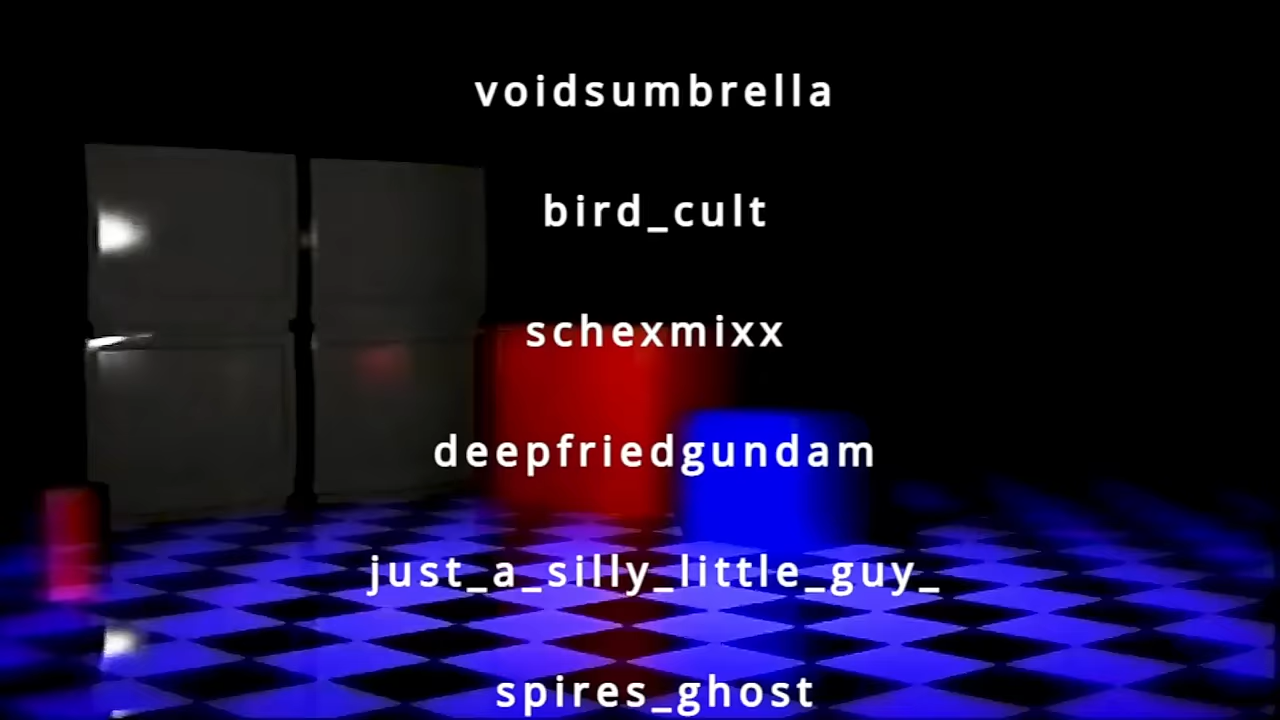 voidsumbrella
bird_cult
schexmixx
deepfriedgundam
just_a_silly_little_guy_
spires_ghost